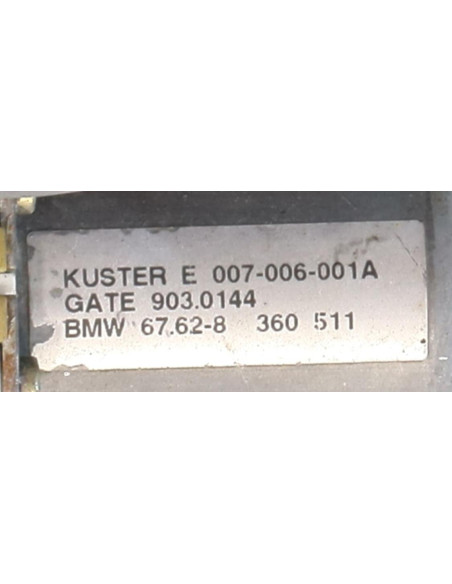 KUSTER E 007-006-001A
GATE 903.0144
BMW 67.62-8 360 511